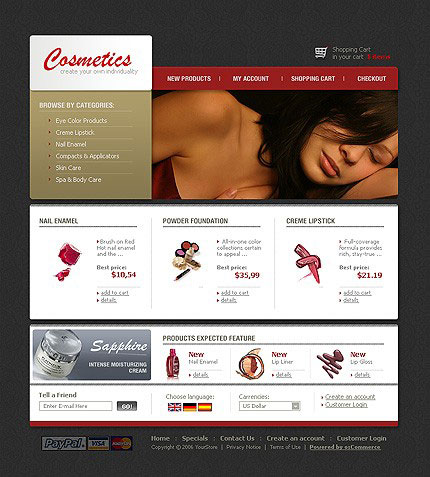 Cosmetics
create your own individuality
Shopping Cart
in your cart
NEW PRODUCTS | MY ACCOUNT | SHOPPING CART | CHECKOUT
BROWSE BY CATEGORIES:
Eye Color Products
Creme Lipstick
Nail Enamel
Compacts & Applicators
Skin Care
Spa & Body Care
NAIL ENAMEL
Brush on Red
Hot nail enamel
and the ...
Best price:
$10,54
add to cart
details
POWDER FOUNDATION
All-in-one color
collections certain
to appeal ...
Best price:
$35,99
add to cart
details
CREME LIPSTICK
Full-coverage
formula provides
rich, stay-true ...
Best price:
$21.19
add to cart
details
Sapphire
INTENSE MOISTURIZING
CREAM
PRODUCTS EXPECTED FEATURE
New
Nail Enamel
details
New
Lip Liner
details
New
Lip Gloss
details
Tell a Friend
Enter E-mail Here
GO!
Choose language:
Currencies:
US Dollar
Create an account
Customer Login
PayPal VISA
Home : Specials : Contact Us : Create an account : Customer Login
Copyright © 2006 YourStore | Privacy Notice | Terms of Use | Powered by osCommerce